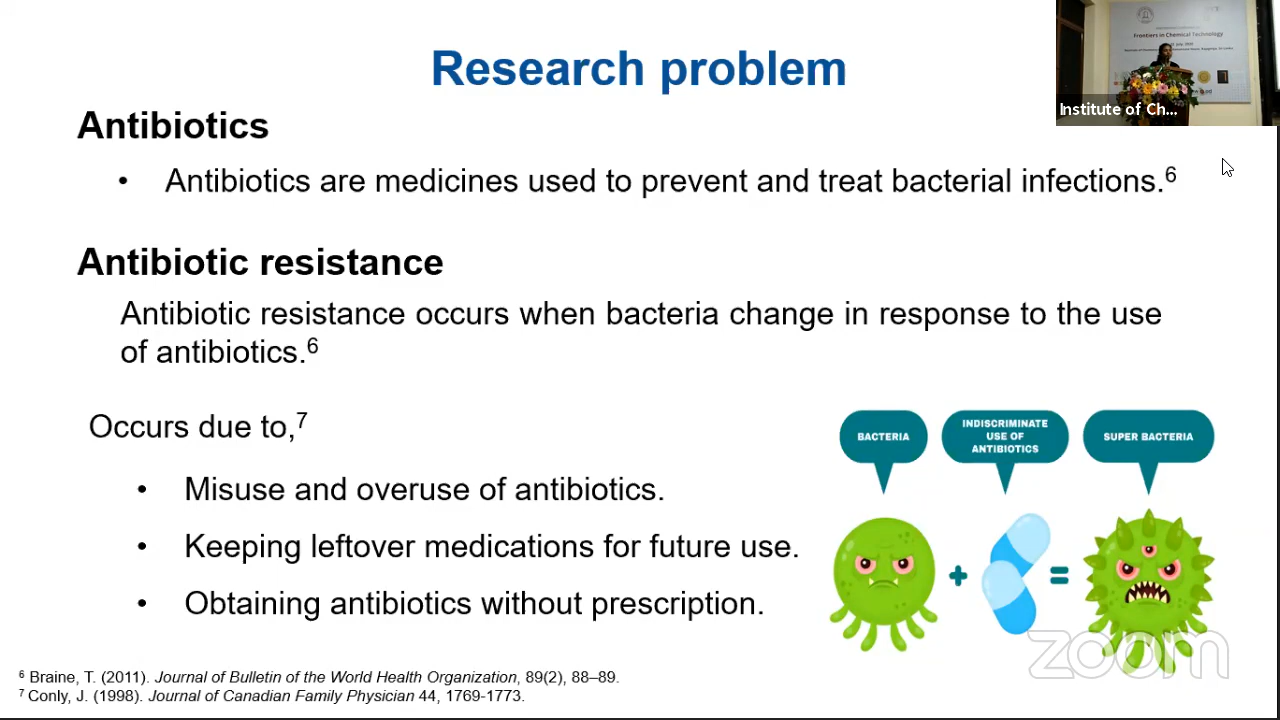 Research problem
Frontiers in Chemical Technology
Institute of Ch...
Antibiotics
• Antibiotics are medicines used to prevent and treat bacterial infections.6
Antibiotic resistance
Antibiotic resistance occurs when bacteria change in response to the use
of antibiotics.6
Occurs due to,7
• Misuse and overuse of antibiotics.
• Keeping leftover medications for future use.
• Obtaining antibiotics without prescription.
BACTERIA
INDISCRIMINATE
USE OF
ANTIBIOTICS
SUPER BACTERIA
zoom
6 Braine, T. (2011). Journal of Bulletin of the World Health Organization, 89(2), 88–89.
7 Conly, J. (1998). Journal of Canadian Family Physician 44, 1769-1773.